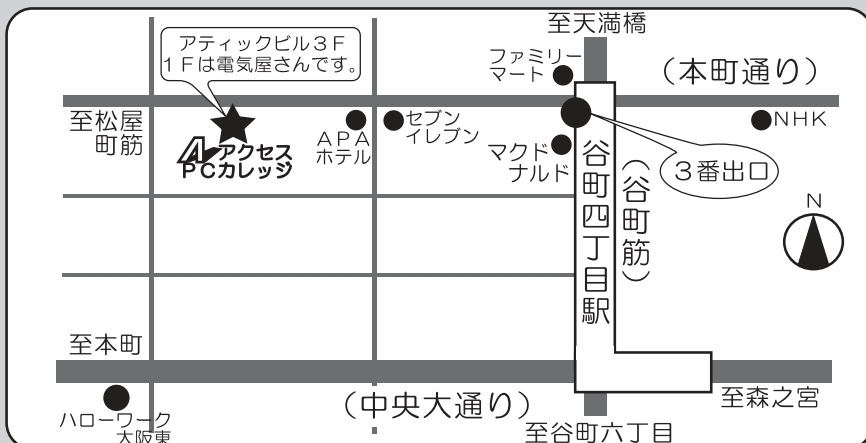 至天満橋
アティックビル３Ｆ
１Ｆは電気屋さんです。
ファミリー
マート
（本町通り）
至松屋
町筋
アクセス
PCカレッジ
ＡＰＡ
ホテル
セブン
イレブン
マクド
ナルド
NHK
３番出口
谷町四丁目駅
（谷町筋）
N
至本町
ハローワーク
大阪東
（中央大通り）
至森之宮
至谷町六丁目